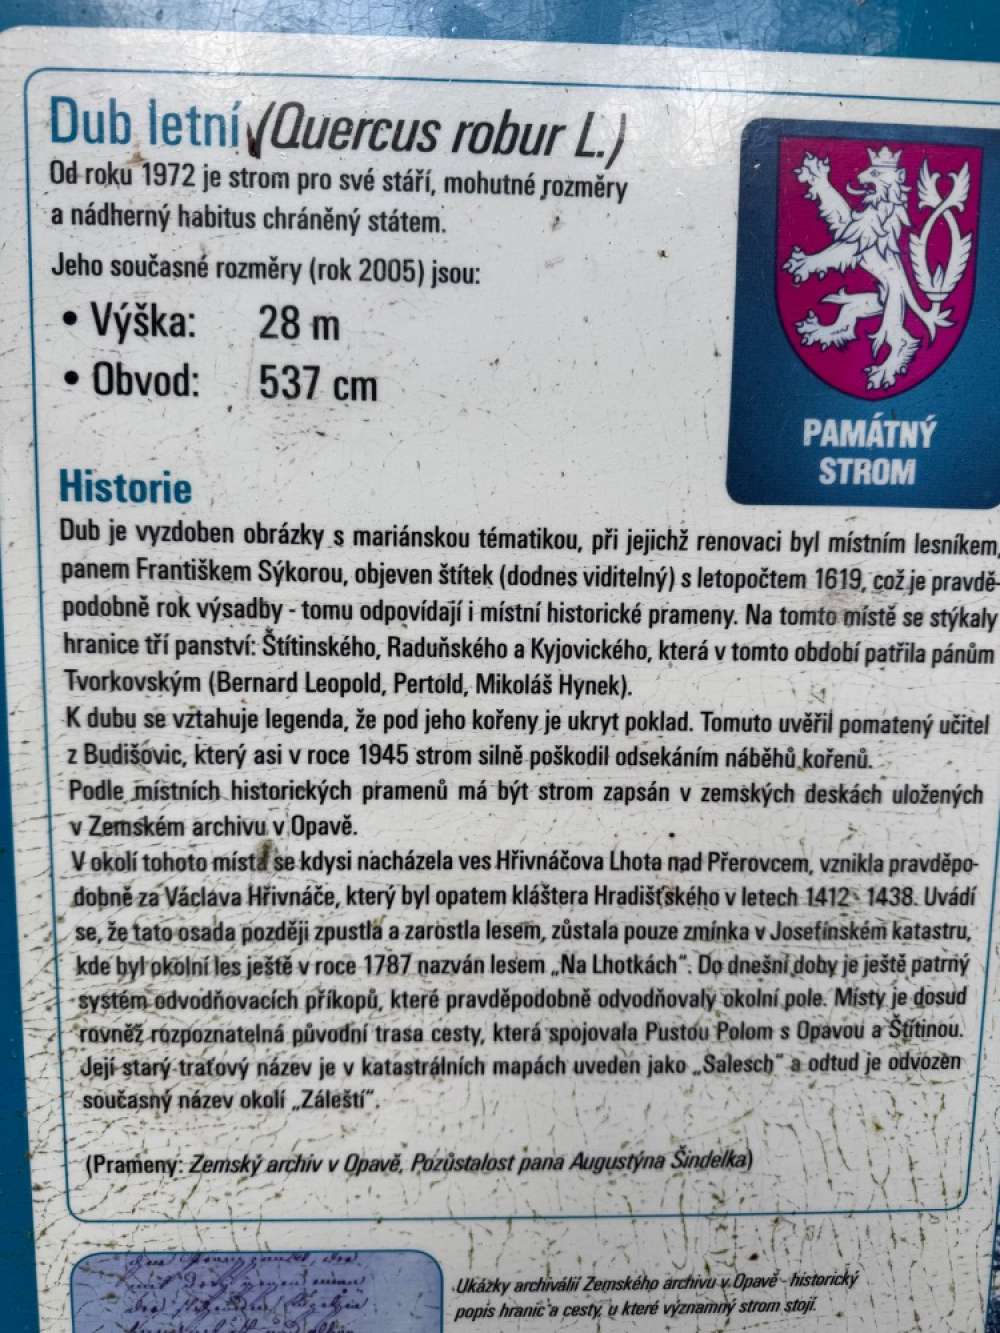 Dub letní (Quercus robur L.)
Od roku 1972 je strom pro své stáří, mohutné rozměry
a nádherný habitus chráněný státem.
Jeho současné rozměry (rok 2005) jsou:
• Výška: 28 m
• Obvod: 537 cm
PAMÁTNÝ
STROM
Historie
Dub je vyzdoben obrázky s mariánskou tématikou, při jejichž renovaci byl místním lesníkem,
panem Františkem Sýkorou, objeven štítek (dodnes viditelný) s letopočtem 1619, což je pravdě-
podobně rok výsadby - tomu odpovídají i místní historické prameny. Na tomto místě se stýkaly
hranice tří panství: Štítinského, Raduňského a Kyjovického, která v tomto období patřila pánům
Tvorkovským (Bernard Leopold, Pertold, Mikoláš Hynek).
K dubu se vztahuje legenda, že pod jeho kořeny je ukryt poklad. Tomuto uvěřil pomatený učitel
z Budišovic, který asi v roce 1945 strom silně poškodil odsekáním náběhů kořenů.
Podle místních historických pramenů má být strom zapsán v zemských deskách uložených
v Zemském archivu v Opavě.
V okolí tohoto místa se kdysi nacházela ves Hřivnáčova Lhota nad Přerovcem, vznikla pravděpo-
dobně za Václava Hřivnáče, který byl opatem kláštera Hradišťského v letech 1412 - 1438. Uvádí
se, že tato osada později zpustla a zarostla lesem, zůstala pouze zmínka v Josefinském katastru,
kde byl okolní les ještě v roce 1787 nazván lesem „Na Lhotkách". Do dnešní doby je ještě patrný
systém odvodňovacích příkopů, které pravděpodobně odvodňovaly okolní pole. Místy je dosud
rovněž rozpoznatelná původní trasa cesty, která spojovala Pustou Polom s Opavou a Štítinou.
Její starý traťový název je v katastrálních mapách uveden jako „Salesch" a odtud je odvozen
současný název okolí „Záleští".
(Prameny: Zemský archiv v Opavě, Pozůstalost pana Augustýna Šindelka)
Ukázky archiválií Zemského archivu v Opavě - historický
popis hranic a cesty, u které významný strom stojí.